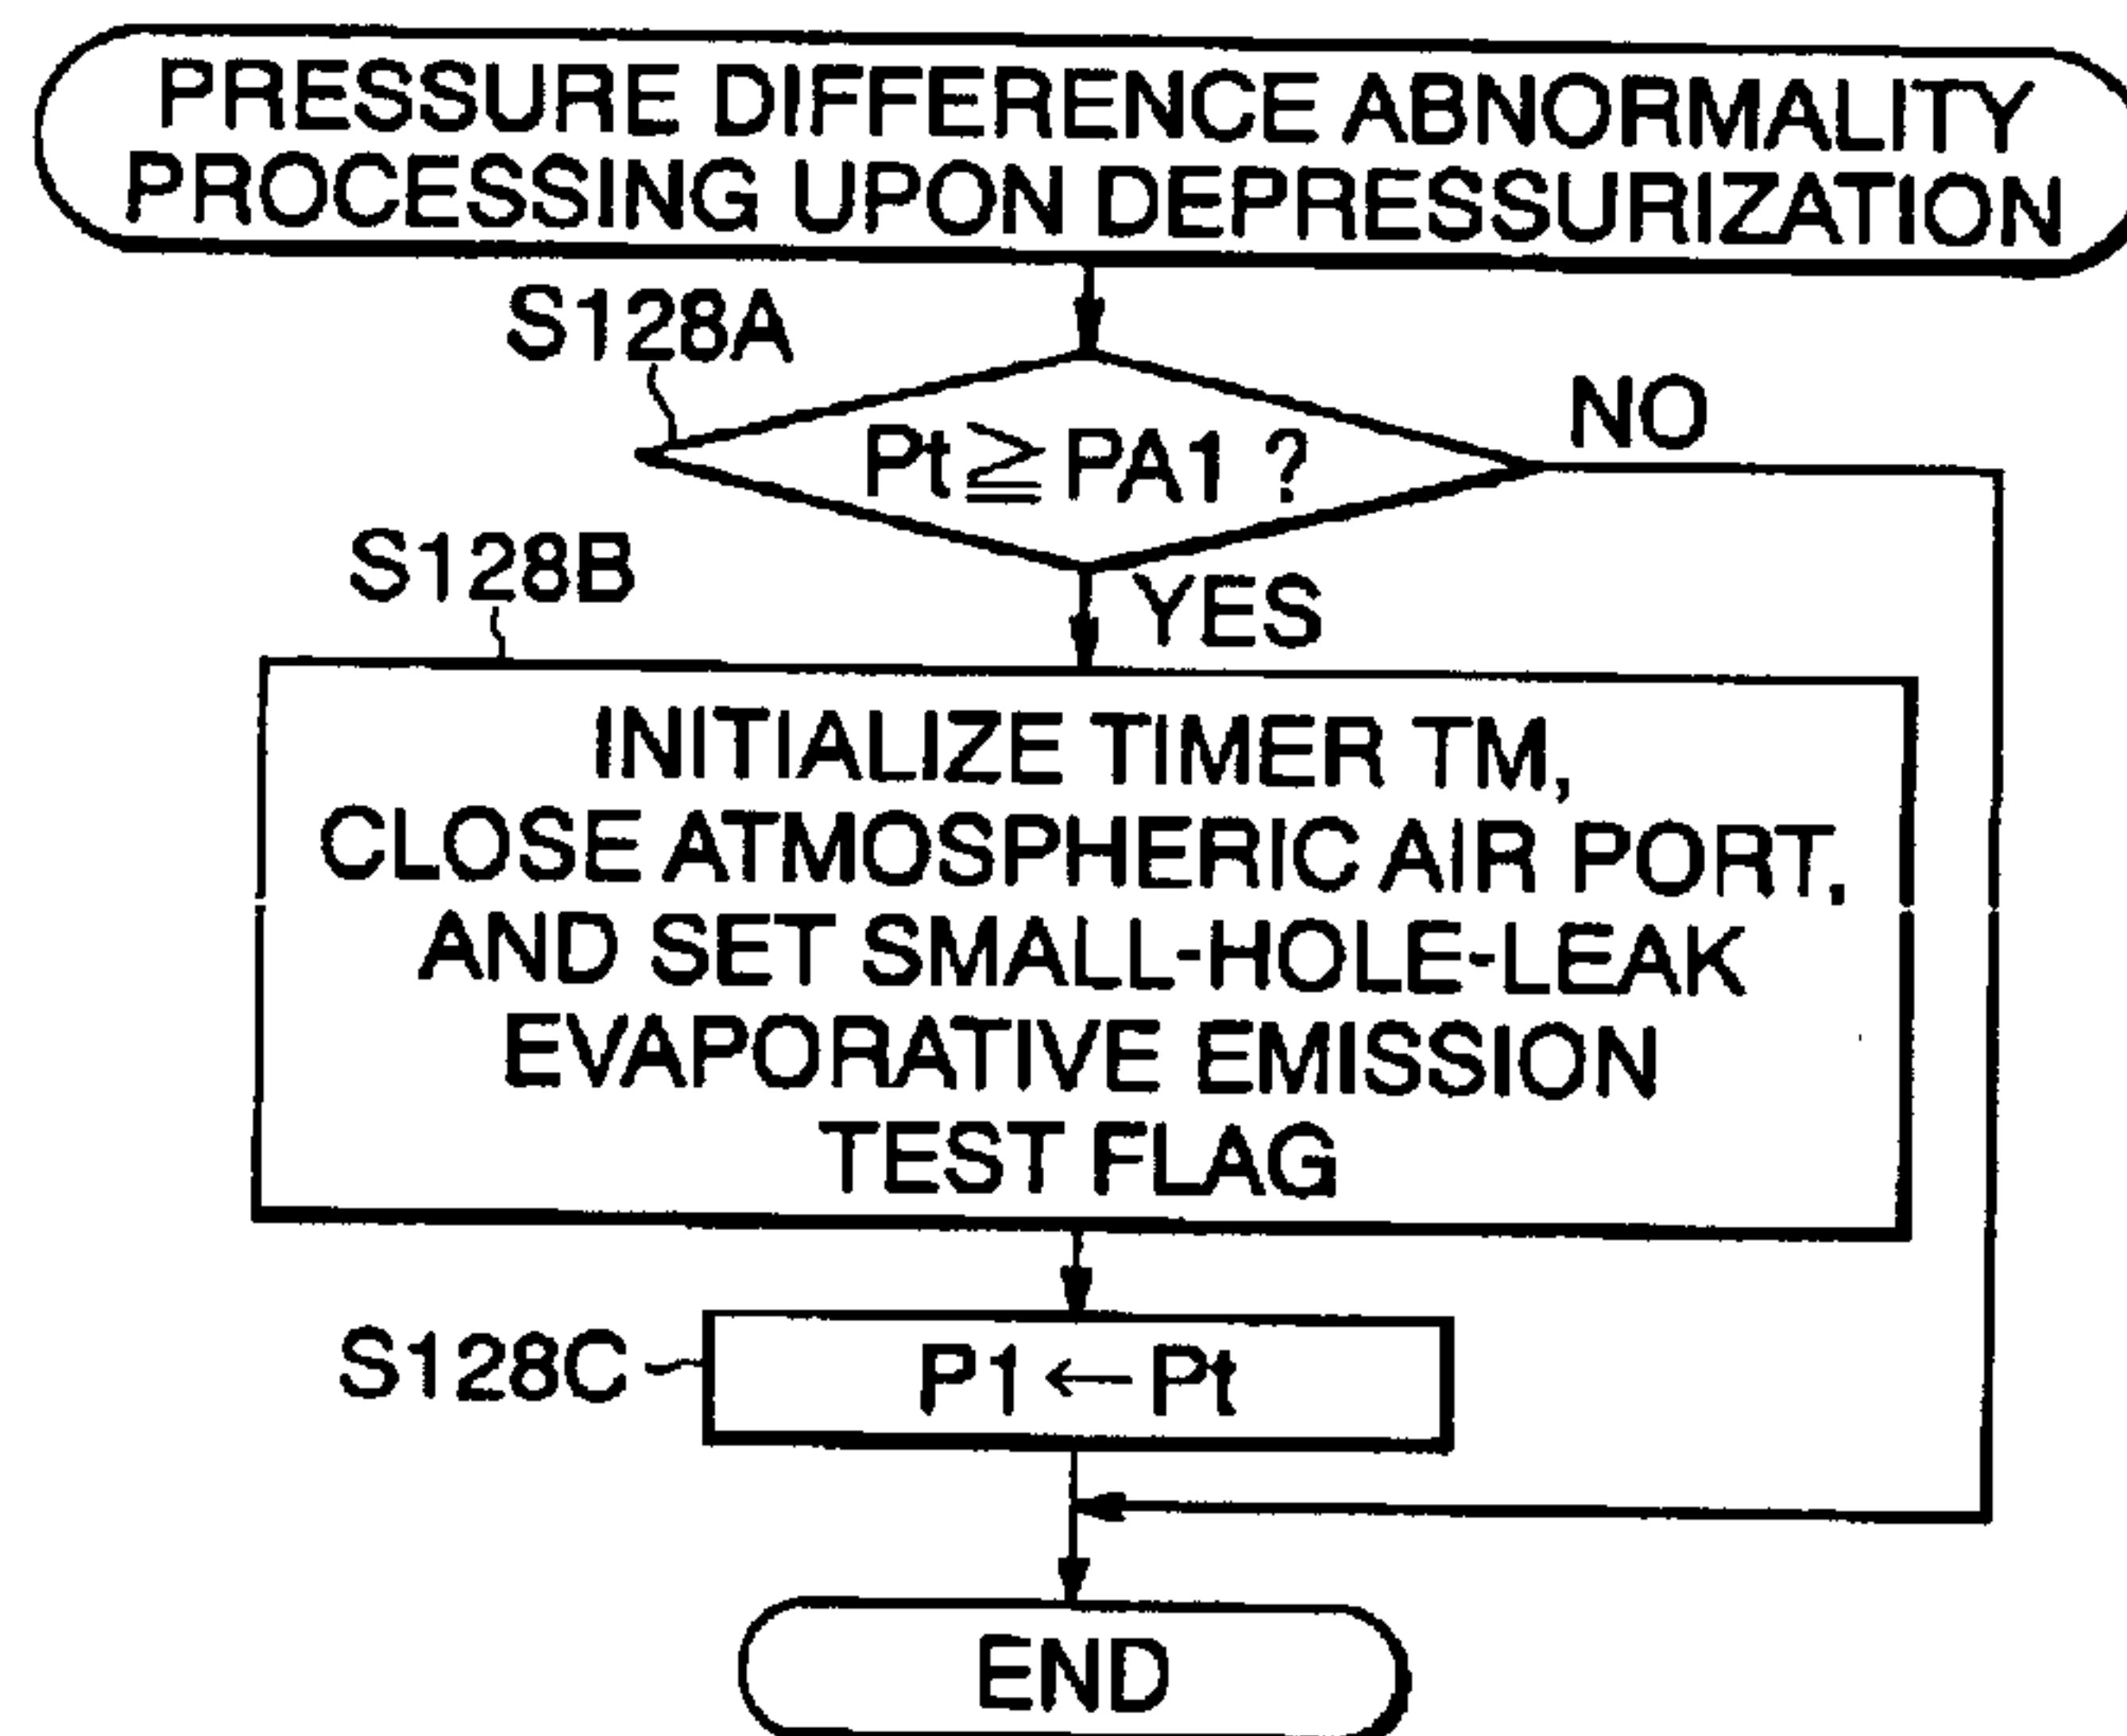 PRESSURE DIFFERENCE ABNORMALITY
PROCESSING UPON DEPRESSURIZATION
S128A
Pt≧PA1 ?
NO
S128B
YES
INITIALIZE TIMER TM,
CLOSE ATMOSPHERIC AIR PORT,
AND SET SMALL-HOLE-LEAK
EVAPORATIVE EMISSION
TEST FLAG
S128C
P1←Pt
END